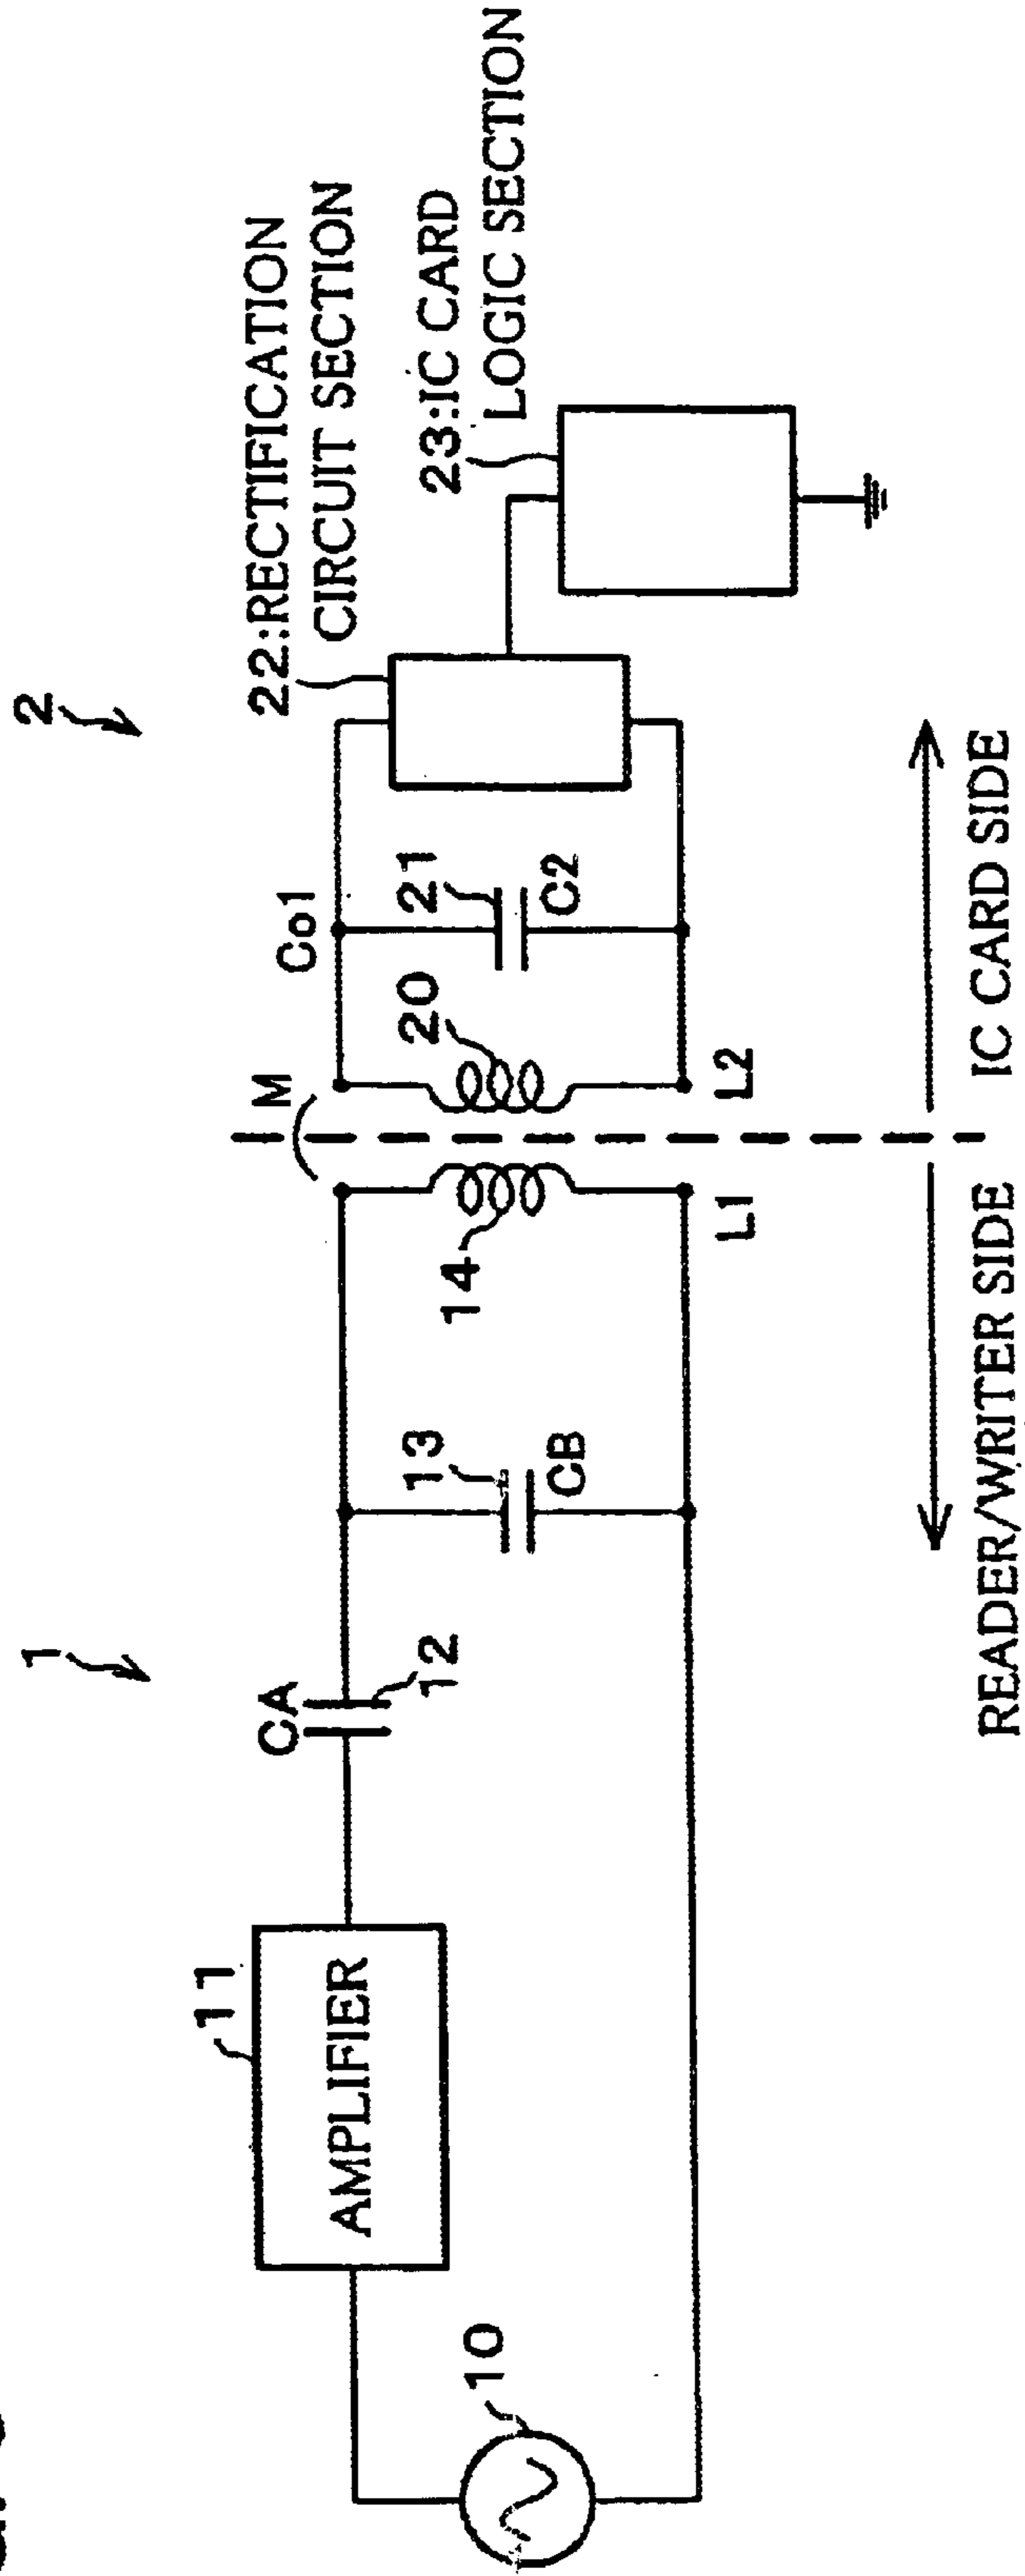 1
2
11
AMPLIFIER
10
CA
12
13
CB
14
L1
M
20
L2
Co1
21
C2
22:RECTIFICATION
CIRCUIT SECTION
23:IC CARD
LOGIC SECTION
READER/WRITER SIDE
IC CARD SIDE